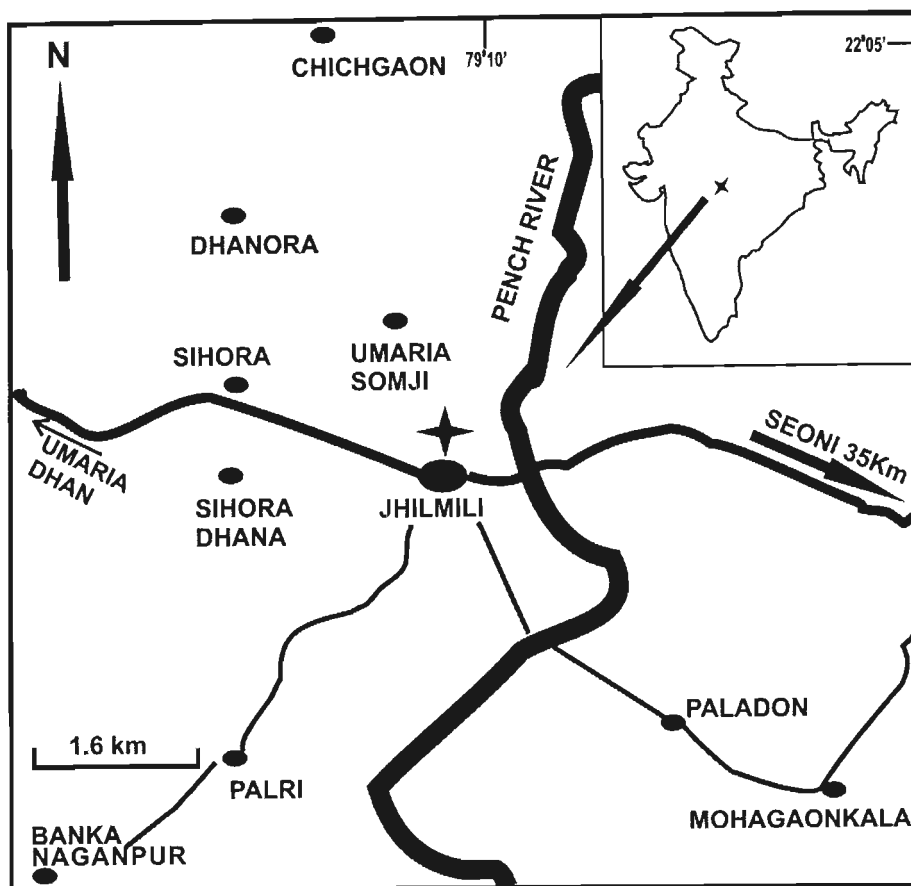 N
CHICHGAON
79°10'
22°05'
DHANORA
PENCH RIVER
SIHORA
UMARIA
SOMJI
UMARIA
DHAN
SEONI 35Km
SIHORA
DHANA
JHILMILI
PALADON
1.6 km
PALRI
MOHAGAONKALA
BANKA
NAGANPUR